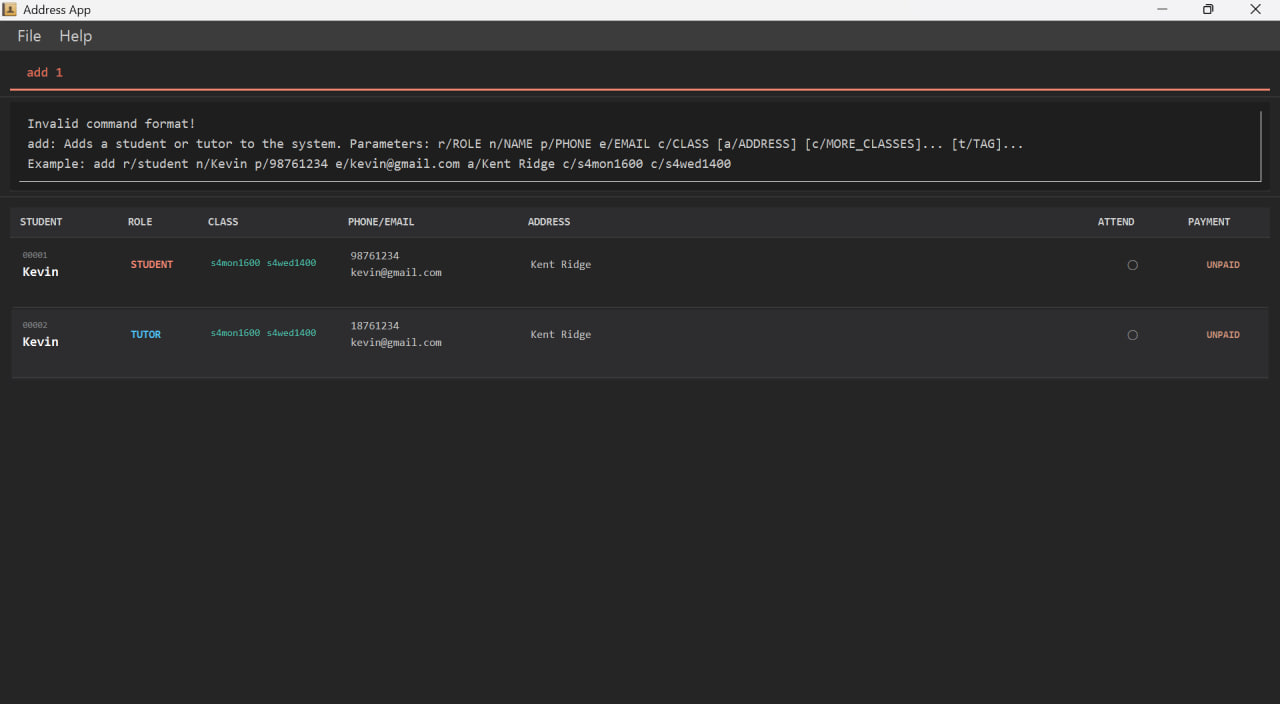 Address App
File Help
add 1
Invalid command format!
add: Adds a student or tutor to the system. Parameters: r/ROLE n/NAME p/PHONE e/EMAIL c/CLASS [a/ADDRESS] [c/MORE_CLASSES]... [t/TAG]...
Example: add r/student n/Kevin p/98761234 e/kevin@gmail.com a/Kent Ridge c/s4mon1600 c/s4wed1400
STUDENT ROLE CLASS PHONE/EMAIL ADDRESS ATTEND PAYMENT
00001
Kevin
STUDENT
s4mon1600 s4wed1400
98761234
kevin@gmail.com
Kent Ridge
UNPAID
00002
Kevin
TUTOR
s4mon1600 s4wed1400
18761234
kevin@gmail.com
Kent Ridge
UNPAID